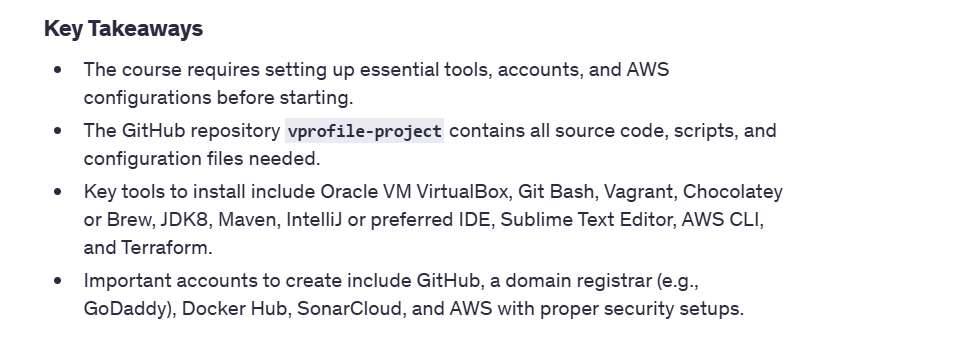 Key Takeaways
• The course requires setting up essential tools, accounts, and AWS
configurations before starting.
• The GitHub repository vprofile-project contains all source code, scripts, and
configuration files needed.
• Key tools to install include Oracle VM VirtualBox, Git Bash, Vagrant, Chocolatey
or Brew, JDK8, Maven, IntelliJ or preferred IDE, Sublime Text Editor, AWS CLI,
and Terraform.
• Important accounts to create include GitHub, a domain registrar (e.g.,
GoDaddy), Docker Hub, SonarCloud, and AWS with proper security setups.